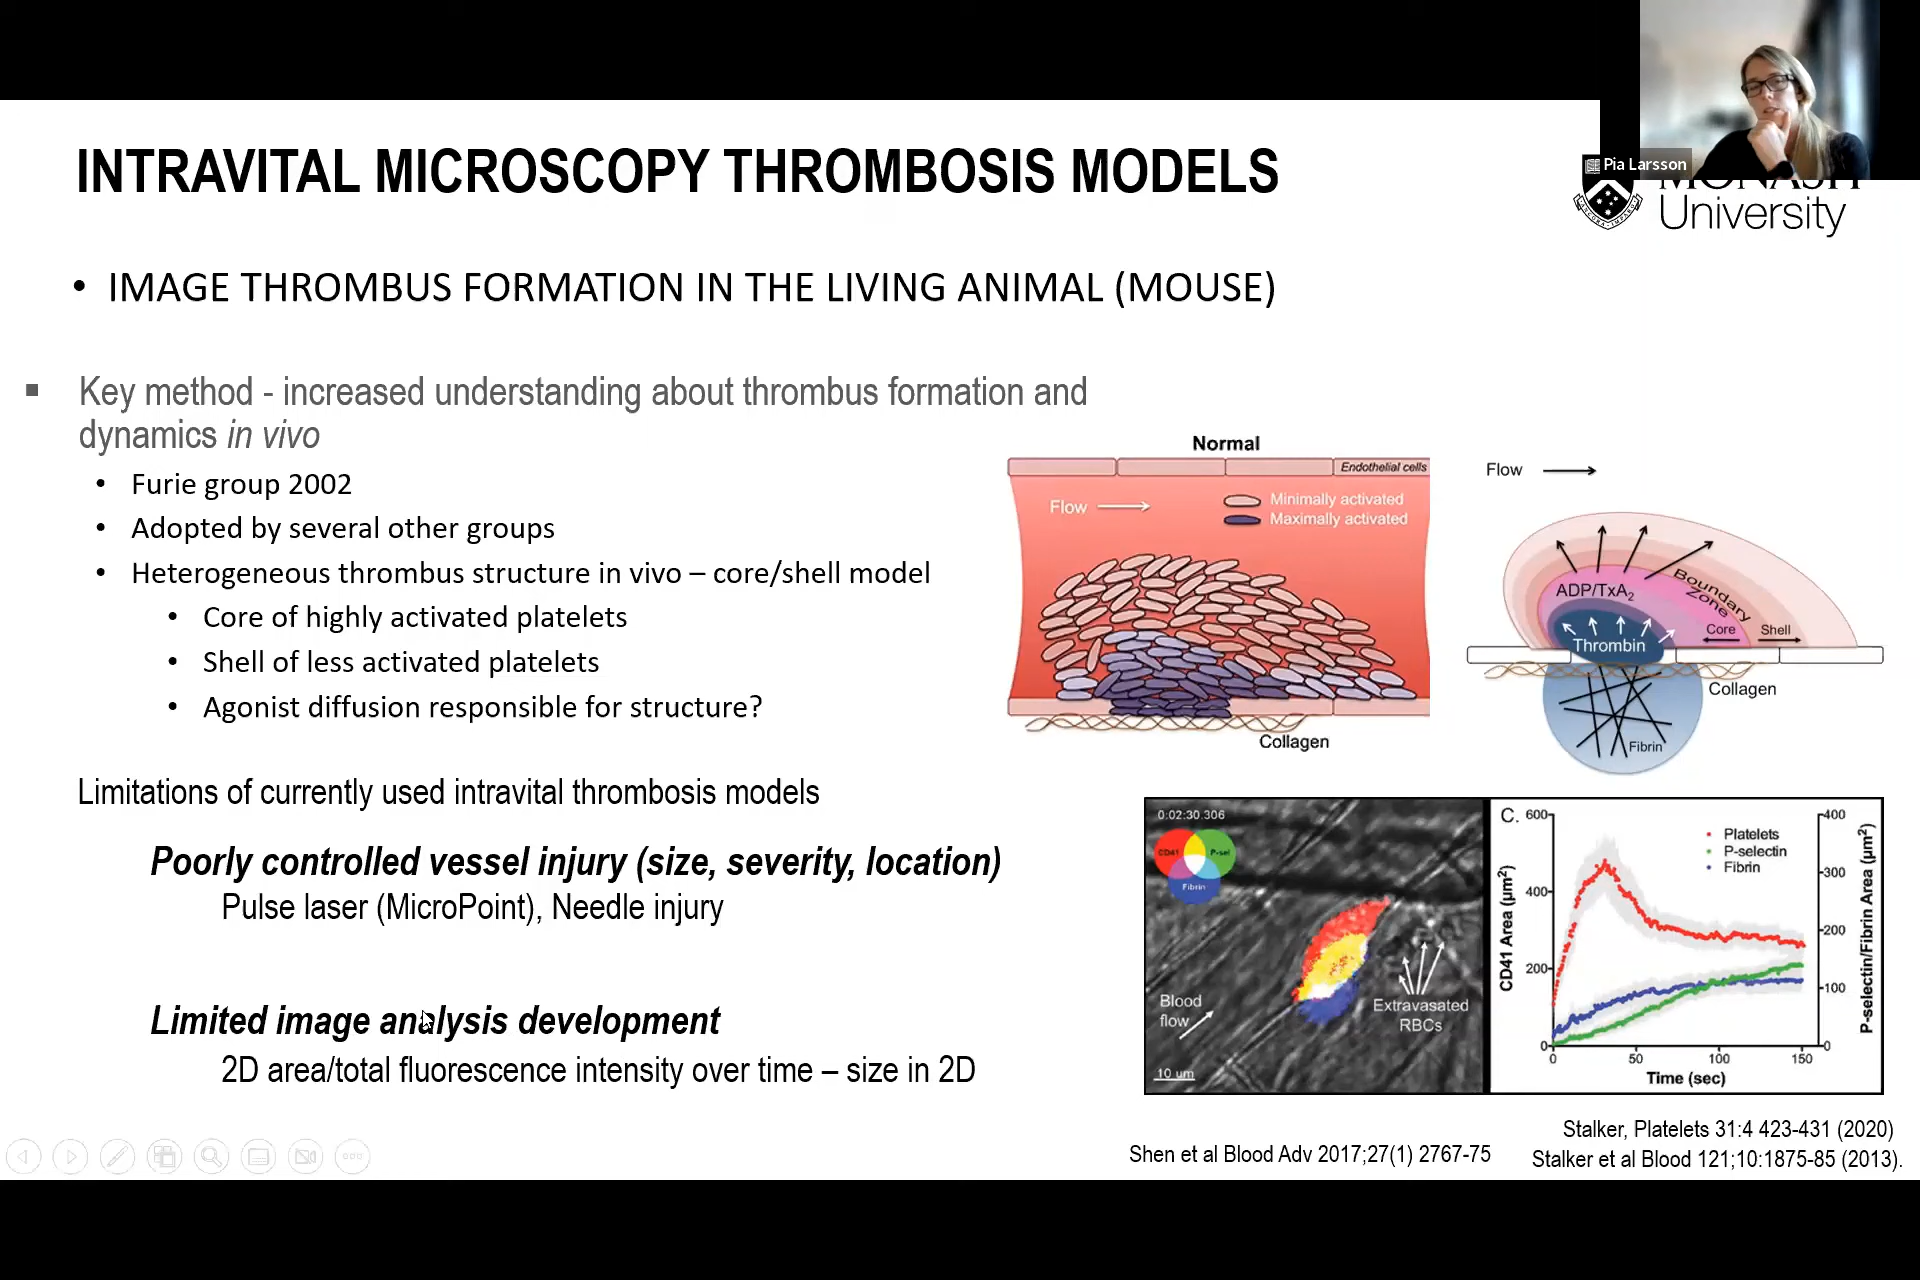 Pia Larsson
INTRAVITAL MICROSCOPY THROMBOSIS MODELS
MONASH
University
• IMAGE THROMBUS FORMATION IN THE LIVING ANIMAL (MOUSE)
▪ Key method - increased understanding about thrombus formation and
dynamics in vivo
• Furie group 2002
• Adopted by several other groups
• Heterogeneous thrombus structure in vivo – core/shell model
• Core of highly activated platelets
• Shell of less activated platelets
• Agonist diffusion responsible for structure?
Limitations of currently used intravital thrombosis models
Poorly controlled vessel injury (size, severity, location)
Pulse laser (MicroPoint), Needle injury
Limited image analysis development
2D area/total fluorescence intensity over time – size in 2D
Normal
Endothelial cells
Flow
Minimally activated
Maximally activated
Collagen
Flow
ADP/TxA2
Boundary
Zone
Core
Shell
Thrombin
Collagen
Fibrin
0:02:30.306
CD41
P-sel
Fibrin
Blood
flow
Extravasated
RBCs
10 um
C.
600
400
200
0
CD41 Area (µm²)
Platelets
P-selectin
Fibrin
400
300
200
100
0
P-selectin/Fibrin Area (µm²)
0
50
100
150
Time (sec)
Shen et al Blood Adv 2017;27(1) 2767-75
Stalker, Platelets 31:4 423-431 (2020)
Stalker et al Blood 121;10:1875-85 (2013).